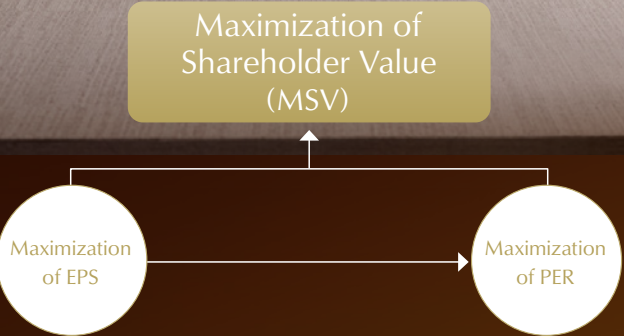 Maximization of
Shareholder Value
(MSV)
Maximization
of EPS
Maximization
of PER